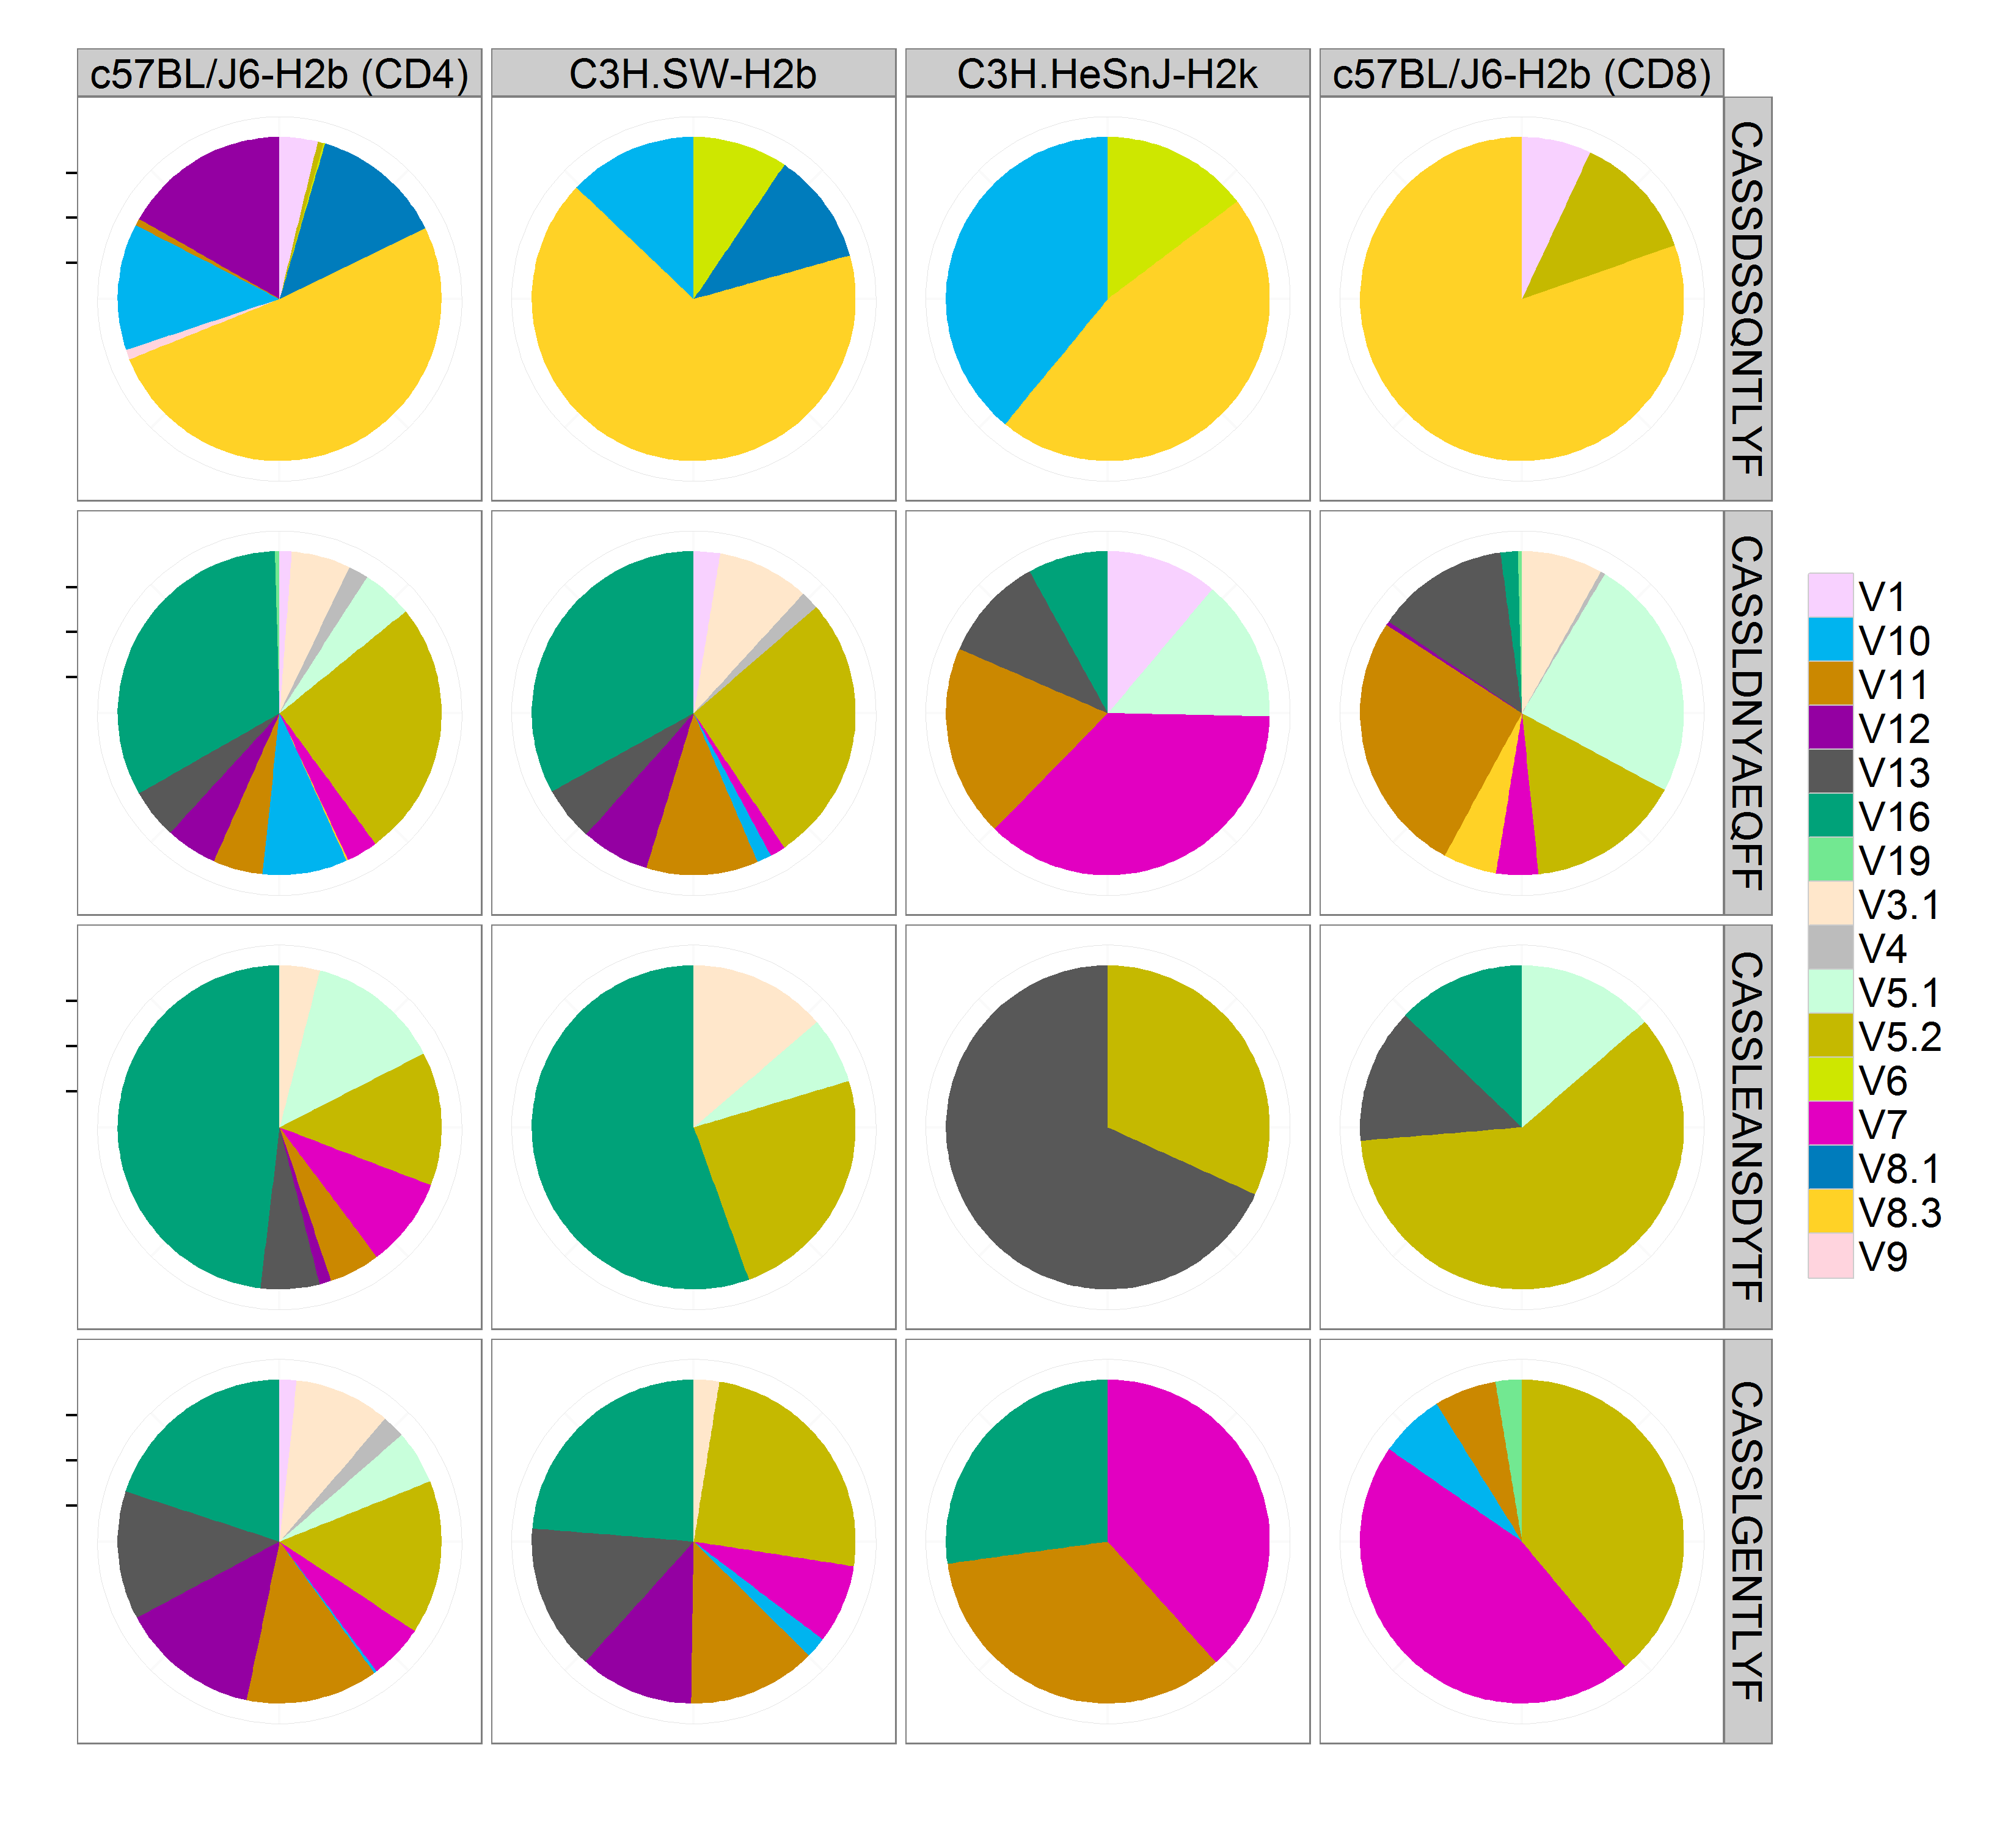 c57BL/J6-H2b (CD4)
C3H.SW-H2b
C3H.HeSnJ-H2k
c57BL/J6-H2b (CD8)
CASSDSSQNTLYF
CASSLDNYAEQFF
CASSLEANSDYTF
CASSLGENTLYF
V1
V10
V11
V12
V13
V16
V19
V3.1
V4
V5.1
V5.2
V6
V7
V8.1
V8.3
V9